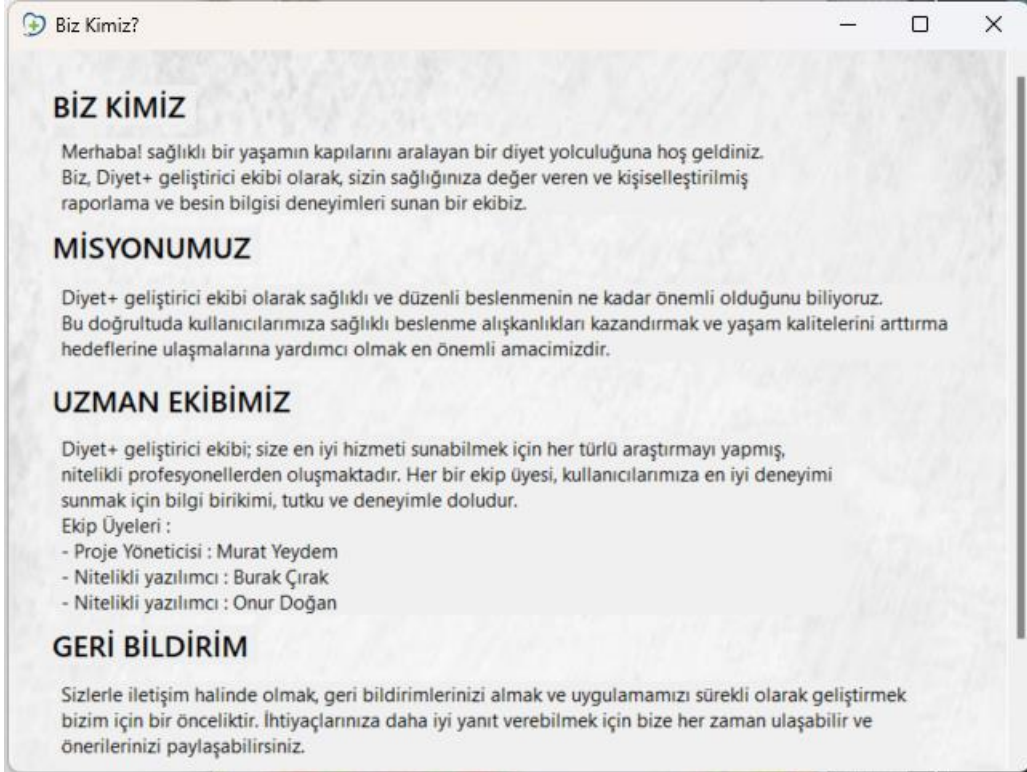 Biz Kimiz?
BİZ KİMİZ
Merhaba! sağlıklı bir yaşamın kapılarını aralayan bir diyet yolculuğuna hoş geldiniz.
Biz, Diyet+ geliştirici ekibi olarak, sizin sağlığınıza değer veren ve kişiselleştirilmiş
raporlama ve besin bilgisi deneyimleri sunan bir ekibiz.
MİSYONUMUZ
Diyet+ geliştirici ekibi olarak sağlıklı ve düzenli beslenmenin ne kadar önemli olduğunu biliyoruz.
Bu doğrultuda kullanıcılarımıza sağlıklı beslenme alışkanlıkları kazandırmak ve yaşam kalitelerini arttırma
hedeflerine ulaşmalarına yardımcı olmak en önemli amacimizdir.
UZMAN EKİBİMİZ
Diyet+ geliştirici ekibi; size en iyi hizmeti sunabilmek için her türlü araştırmayı yapmış,
nitelikli profesyonellerden oluşmaktadır. Her bir ekip üyesi, kullanıcılarımıza en iyi deneyimi
sunmak için bilgi birikimi, tutku ve deneyimle doludur.
Ekip Üyeleri :
- Proje Yöneticisi : Murat Yeydem
- Nitelikli yazılımcı : Burak Çırak
- Nitelikli yazılımcı : Onur Doğan
GERİ BİLDİRİM
Sizlerle iletişim halinde olmak, geri bildirimlerinizi almak ve uygulamamızı sürekli olarak geliştirmek
bizim için bir önceliktir. İhtiyaçlarınıza daha iyi yanıt verebilmek için bize her zaman ulaşabilir ve
önerilerinizi paylaşabilirsiniz.